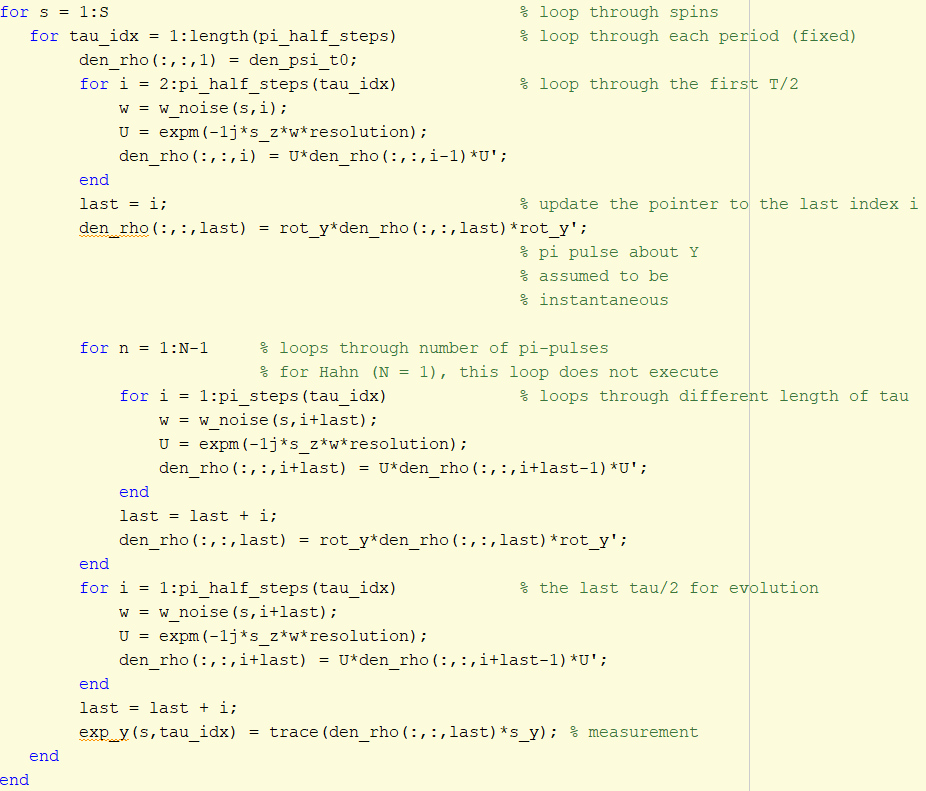 for s = 1:S % loop through spins
for tau_idx = 1:length(pi_half_steps) % loop through each period (fixed)
den_rho(:,:,1) = den_psi_t0;
for i = 2:pi_half_steps(tau_idx) % loop through the first T/2
w = w_noise(s,i);
U = expm(-1j*s_z*w*resolution);
den_rho(:,:,i) = U*den_rho(:,:,i-1)*U';
end
last = i; % update the pointer to the last index i
den_rho(:,:,last) = rot_y*den_rho(:,:,last)*rot_y';
% pi pulse about Y
% assumed to be
% instantaneous
for n = 1:N-1 % loops through number of pi-pulses
% for Hahn (N = 1), this loop does not execute
for i = 1:pi_steps(tau_idx) % loops through different length of tau
w = w_noise(s,i+last);
U = expm(-1j*s_z*w*resolution);
den_rho(:,:,i+last) = U*den_rho(:,:,i+last-1)*U';
end
last = last + i;
den_rho(:,:,last) = rot_y*den_rho(:,:,last)*rot_y';
end
for i = 1:pi_half_steps(tau_idx) % the last tau/2 for evolution
w = w_noise(s,i+last);
U = expm(-1j*s_z*w*resolution);
den_rho(:,:,i+last) = U*den_rho(:,:,i+last-1)*U';
end
last = last + i;
exp_y(s,tau_idx) = trace(den_rho(:,:,last)*s_y); % measurement
end
end